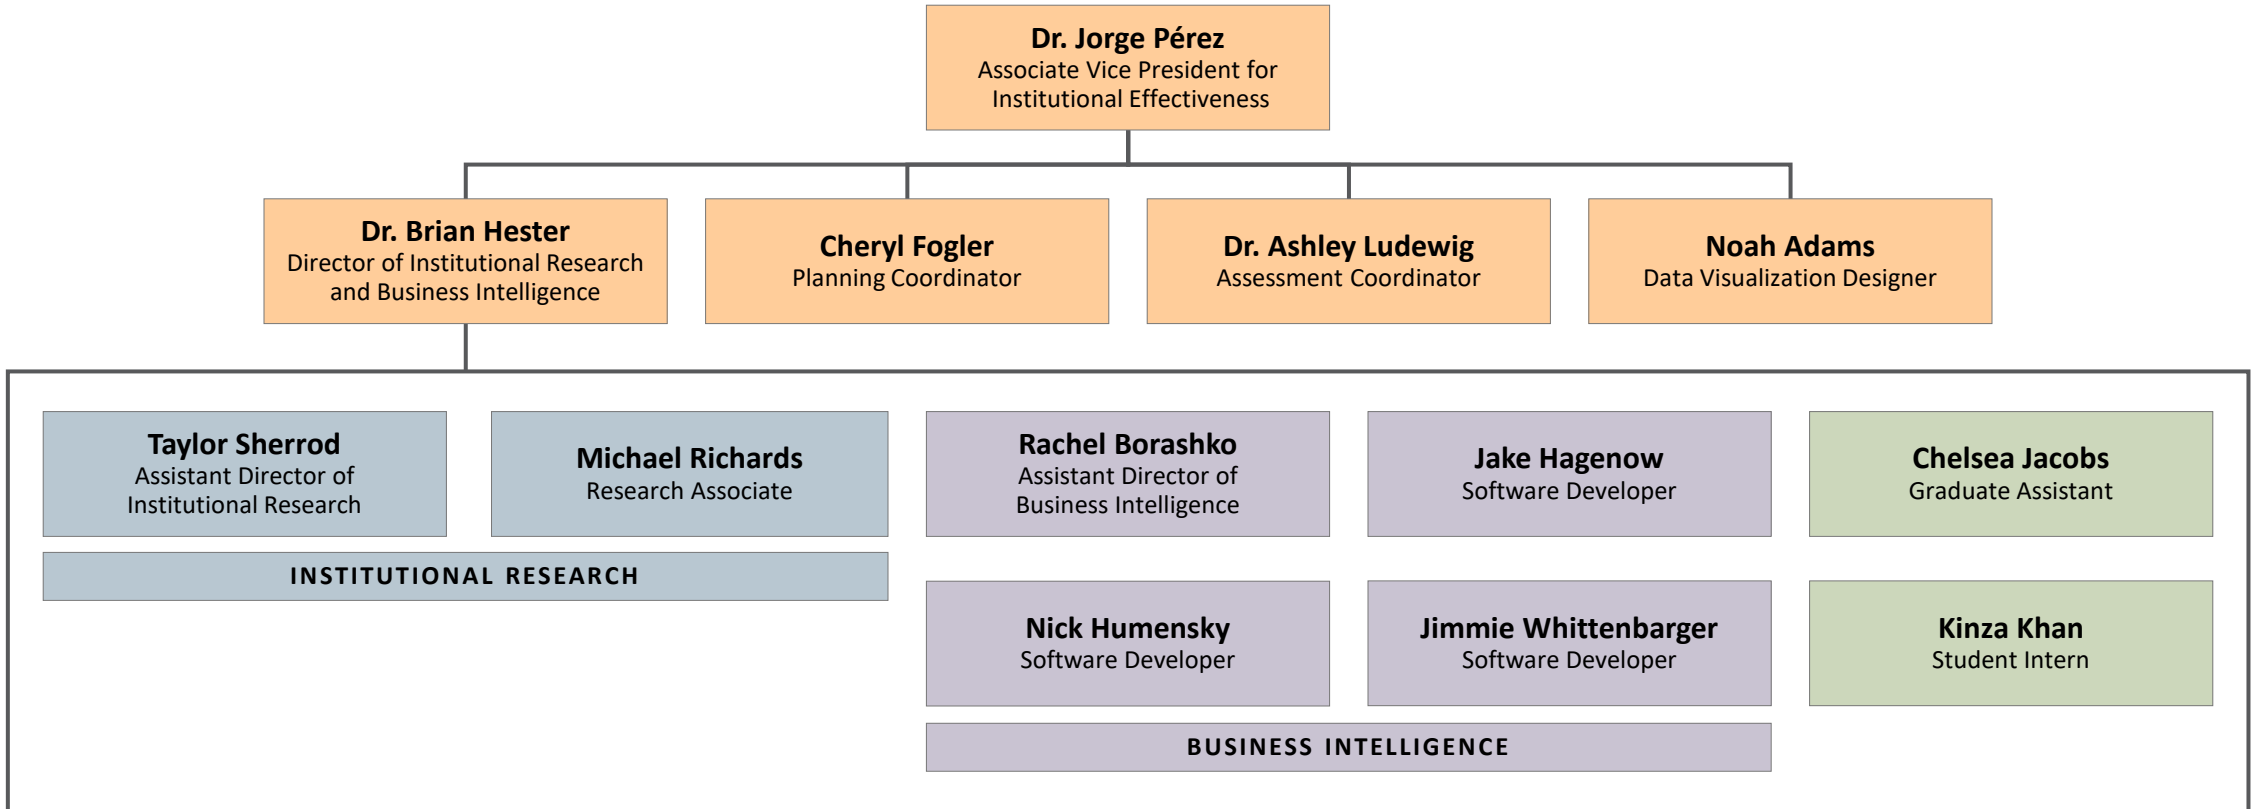 Dr. Jorge Pérez
Associate Vice President for
Institutional Effectiveness
Dr. Brian Hester
Director of Institutional Research
and Business Intelligence
Cheryl Fogler
Planning Coordinator
Dr. Ashley Ludewig
Assessment Coordinator
Noah Adams
Data Visualization Designer
Taylor Sherrod
Assistant Director of
Institutional Research
Michael Richards
Research Associate
INSTITUTIONAL RESEARCH
Rachel Borashko
Assistant Director of
Business Intelligence
Jake Hagenow
Software Developer
Nick Humensky
Software Developer
Jimmie Whittenbarger
Software Developer
BUSINESS INTELLIGENCE
Chelsea Jacobs
Graduate Assistant
Kinza Khan
Student Intern